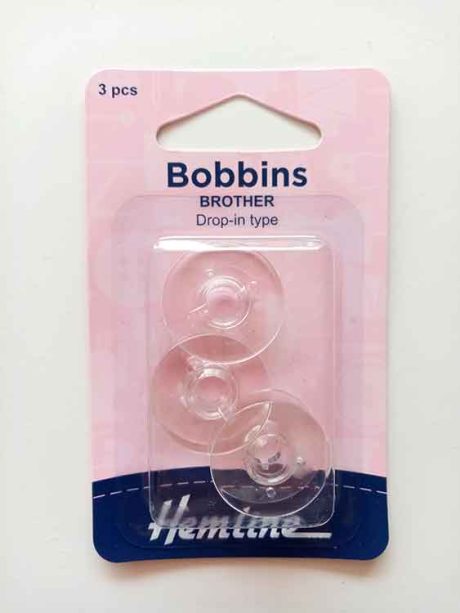 3 pcs
Bobbins
BROTHER
Drop-in type
Hemline